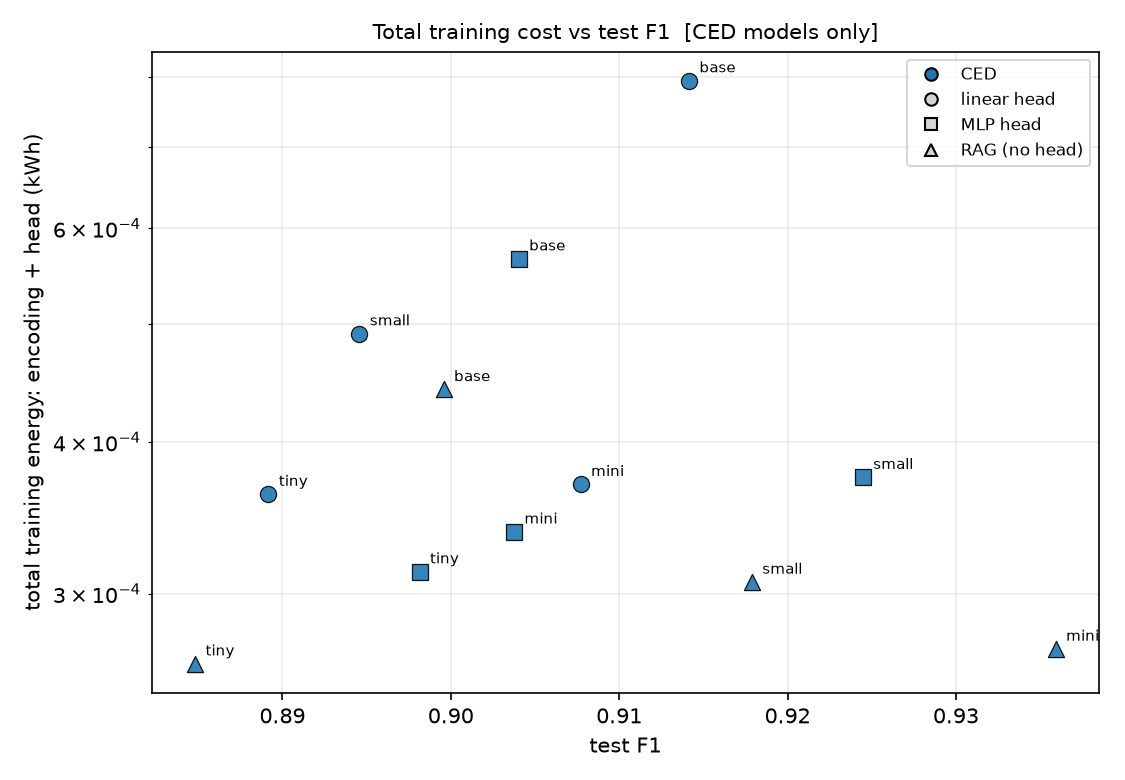 Total training cost vs test F1  [CED models only]
total training energy: encoding + head (kWh)
6 × 10⁻⁴
4 × 10⁻⁴
3 × 10⁻⁴
CED
linear head
MLP head
RAG (no head)
base
base
small
base
tiny
mini
small
mini
tiny
small
mini
tiny
0.89
0.90
0.91
0.92
0.93
test F1